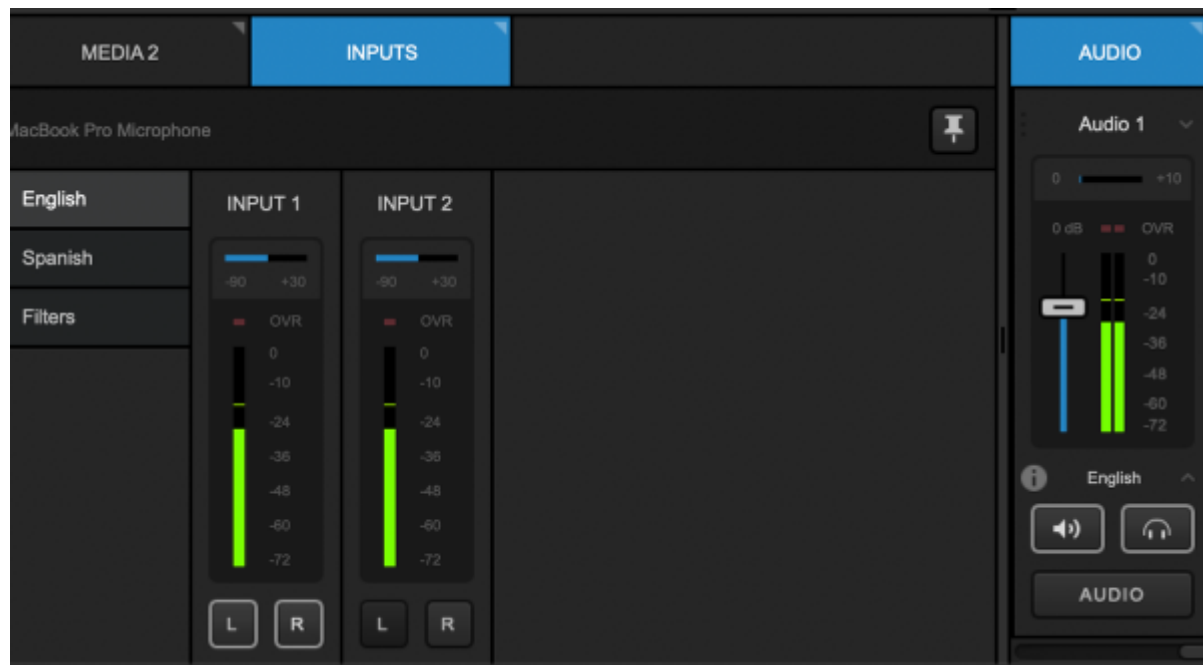 MEDIA 2
INPUTS
AUDIO
MacBook Pro Microphone
Audio 1
English
Spanish
Filters
INPUT 1
INPUT 2
-90 +30
-90 +30
OVR
0
-10
-24
-36
-48
-60
-72
OVR
0
-10
-24
-36
-48
-60
-72
L R
L R
0 +10
0 dB OVR
0
-10
-24
-36
-48
-60
-72
English
AUDIO